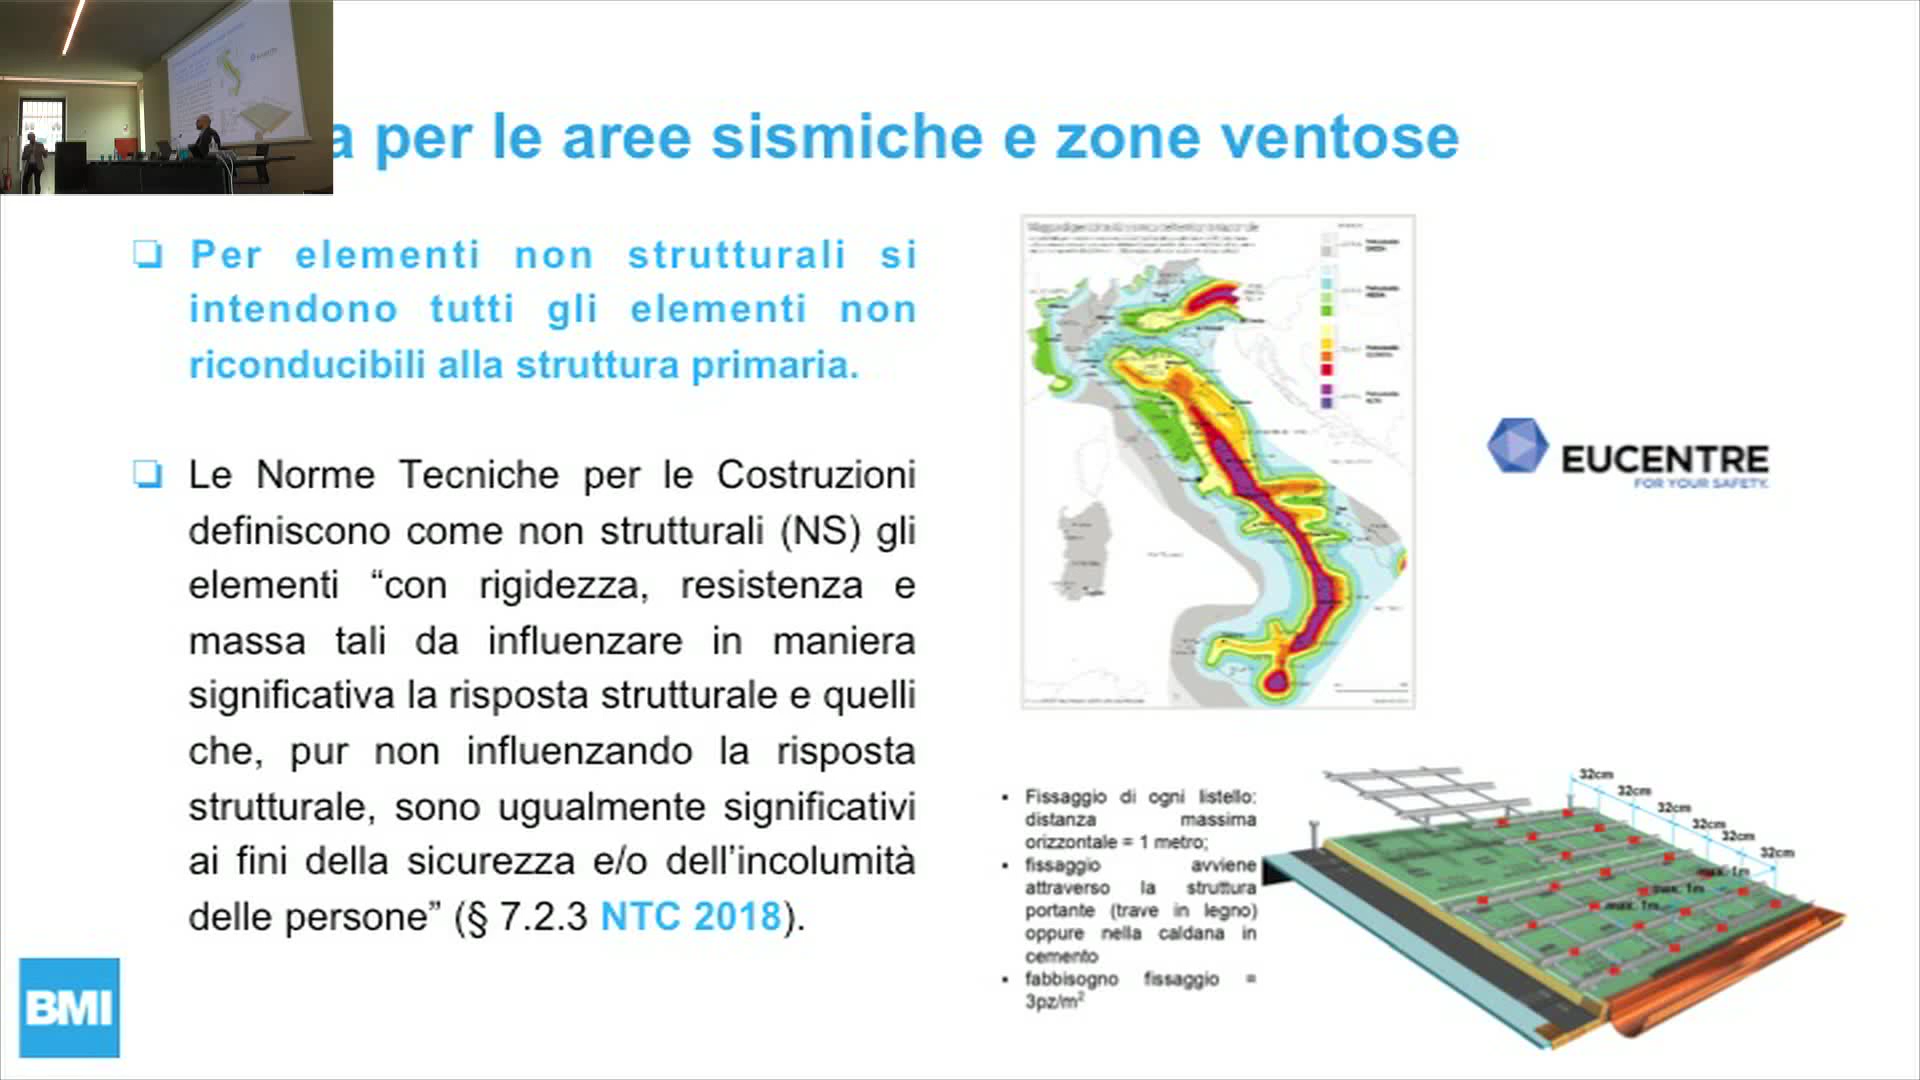 a per le aree sismiche e zone ventose
Per elementi non strutturali si
intendono tutti gli elementi non
riconducibili alla struttura primaria.
Le Norme Tecniche per le Costruzioni
definiscono come non strutturali (NS) gli
elementi “con rigidezza, resistenza e
massa tali da influenzare in maniera
significativa la risposta strutturale e quelli
che, pur non influenzando la risposta
strutturale, sono ugualmente significativi
ai fini della sicurezza e/o dell’incolumità
delle persone” (§ 7.2.3 NTC 2018).
BMI
EUCENTRE
FOR YOUR SAFETY.
Fissaggio di ogni listello:
distanza massima
orizzontale = 1 metro;
fissaggio avviene
attraverso la struttura
portante (trave in legno)
oppure nella caldana in
cemento
fabbisogno fissaggio =
3pz/m²
32cm
32cm
32cm
32cm
32cm
32cm
max. 1m
max. 1m
max. 1m